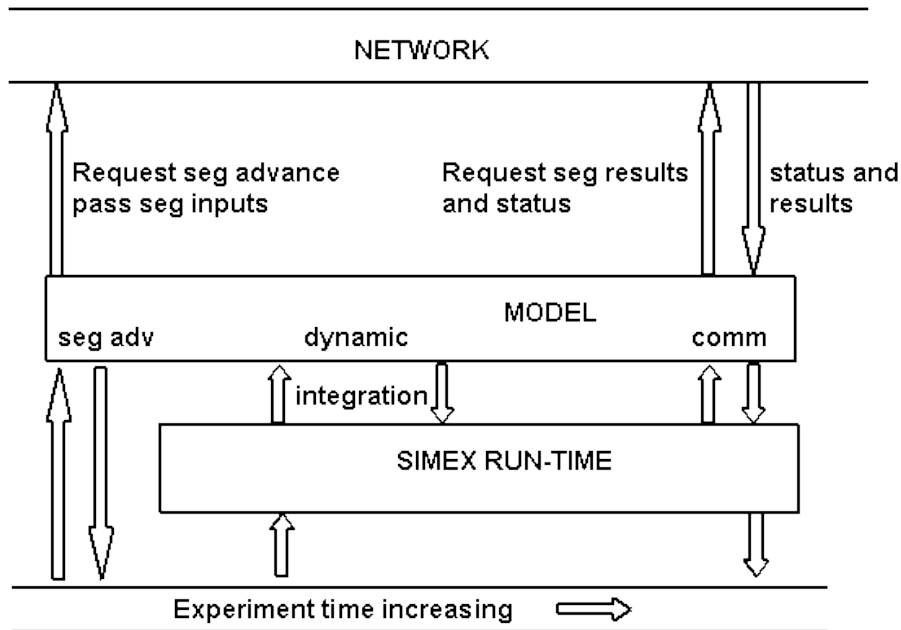 NETWORK
Request seg advance
pass seg inputs
Request seg results
and status
status and
results
MODEL
seg adv dynamic comm
integration
SIMEX RUN-TIME
Experiment time increasing